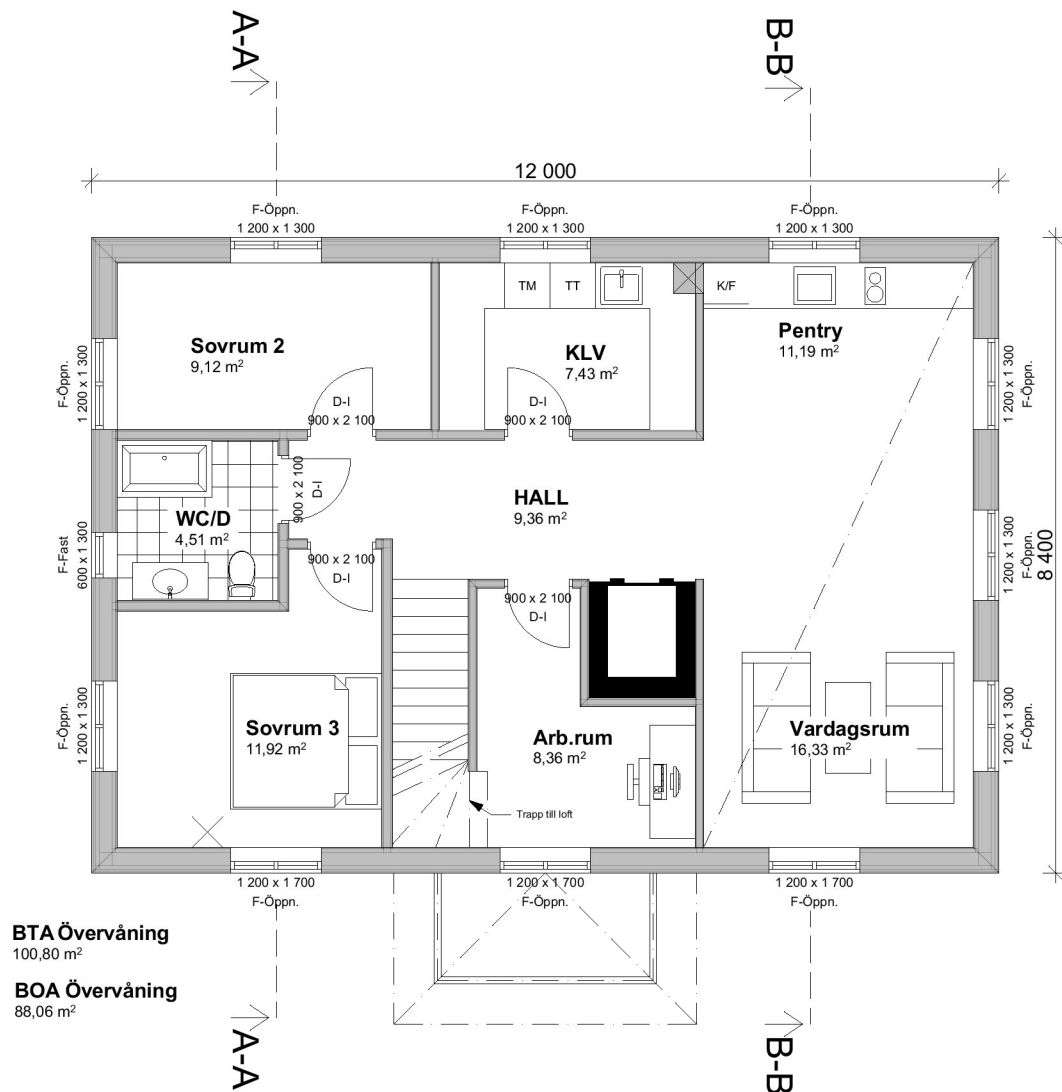 A-A
B-B
12 000
F-Öppn.
1 200 x 1 300
F-Öppn.
1 200 x 1 300
F-Öppn.
1 200 x 1 300
TM
TT
K/F
Sovrum 2
9,12 m²
KLV
7,43 m²
Pentry
11,19 m²
F-Öppn.
1 200 x 1 300
1 200 x 1 300
F-Öppn.
D-I
900 x 2 100
D-I
900 x 2 100
900 x 2 100
D-I
HALL
9,36 m²
WC/D
4,51 m²
F-Fast
600 x 1 300
1 200 x 1 300
F-Öppn.
8 400
900 x 2 100
D-I
900 x 2 100
D-I
F-Öppn.
1 200 x 1 300
Sovrum 3
11,92 m²
Arb.rum
8,36 m²
Vardagsrum
16,33 m²
1 200 x 1 300
F-Öppn.
Trapp till loft
1 200 x 1 700
F-Öppn.
1 200 x 1 700
F-Öppn.
1 200 x 1 700
F-Öppn.
BTA Övervåning
100,80 m²
BOA Övervåning
88,06 m²
A-A
B-B